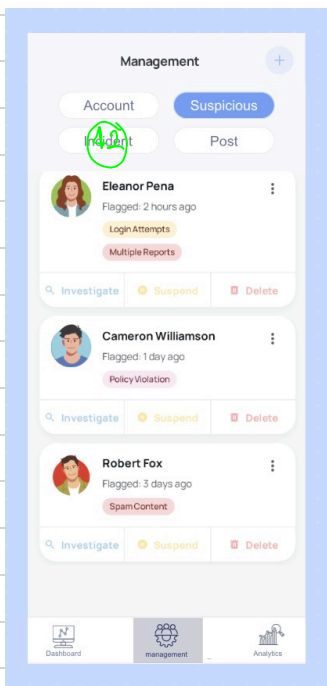 Management
+
Account Suspicious
Incident Post
42
Eleanor Pena
Flagged: 2 hours ago
Login Attempts
Multiple Reports
Investigate Suspend Delete
Cameron Williamson
Flagged: 1 day ago
Policy Violation
Investigate Suspend Delete
Robert Fox
Flagged: 3 days ago
Spam Content
Investigate Suspend Delete
Dashboard management Analytics